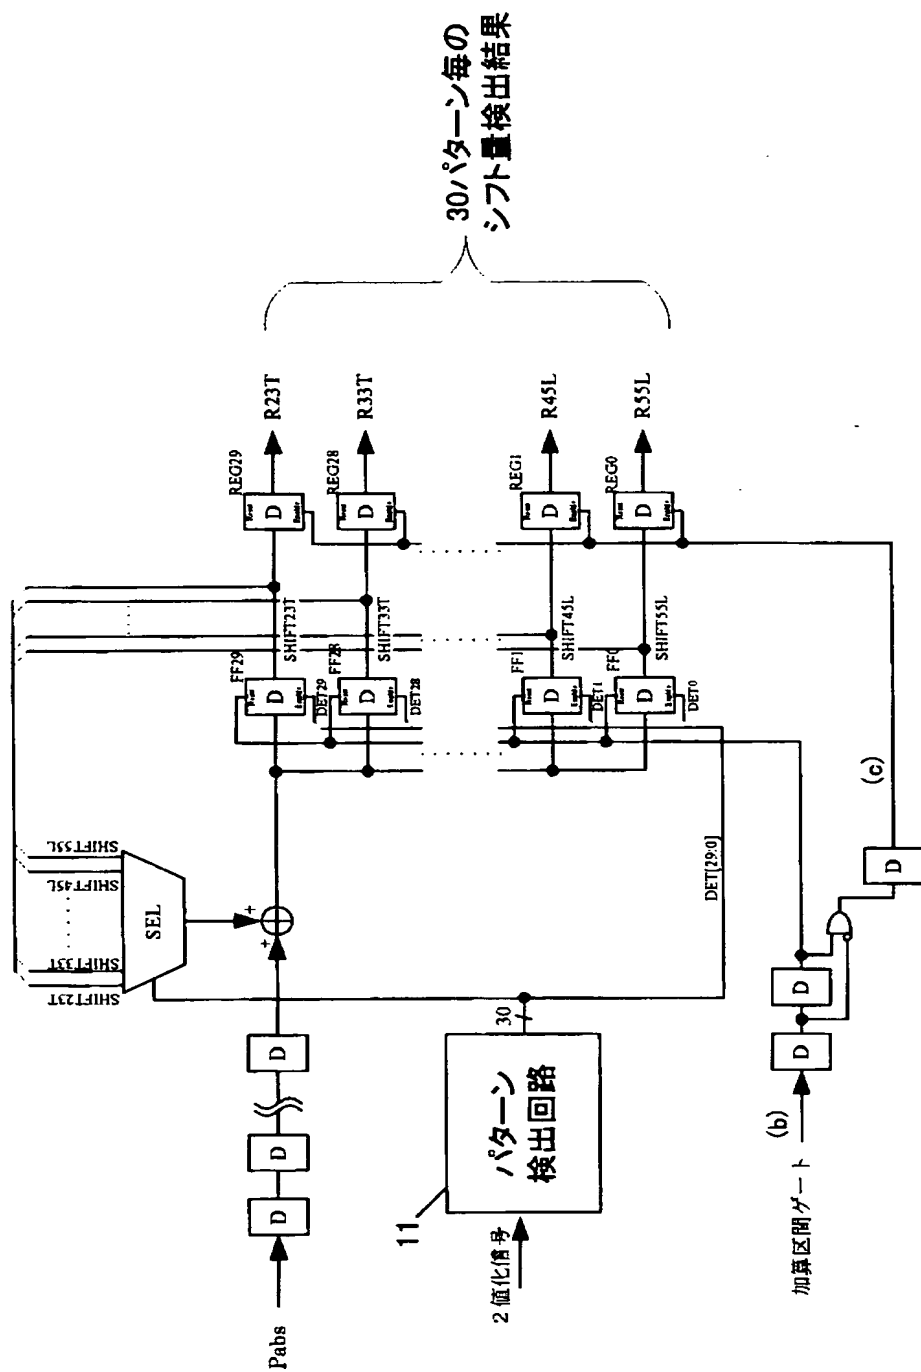 30パターン毎の
シフト量検出結果
R23T
R33T
R45L
R55L
REG29
REG28
REG1
REG0
D
D
D
D
SHIFT23T
SHIFT33T
SHIFT45L
SHIFT55L
FF29
FF28
FF1
FF0
D
D
D
D
Reset
Enable
DET29
DET28
DET1
DET0
SHIFT55L
SHIFT45L
SHIFT33T
SHIFT23T
SEL
+
+
Pabs
D
D
D
11
パターン
検出回路
2値化信号
30
DET[29:0]
加算区間ゲート
(b)
D
D
D
(c)